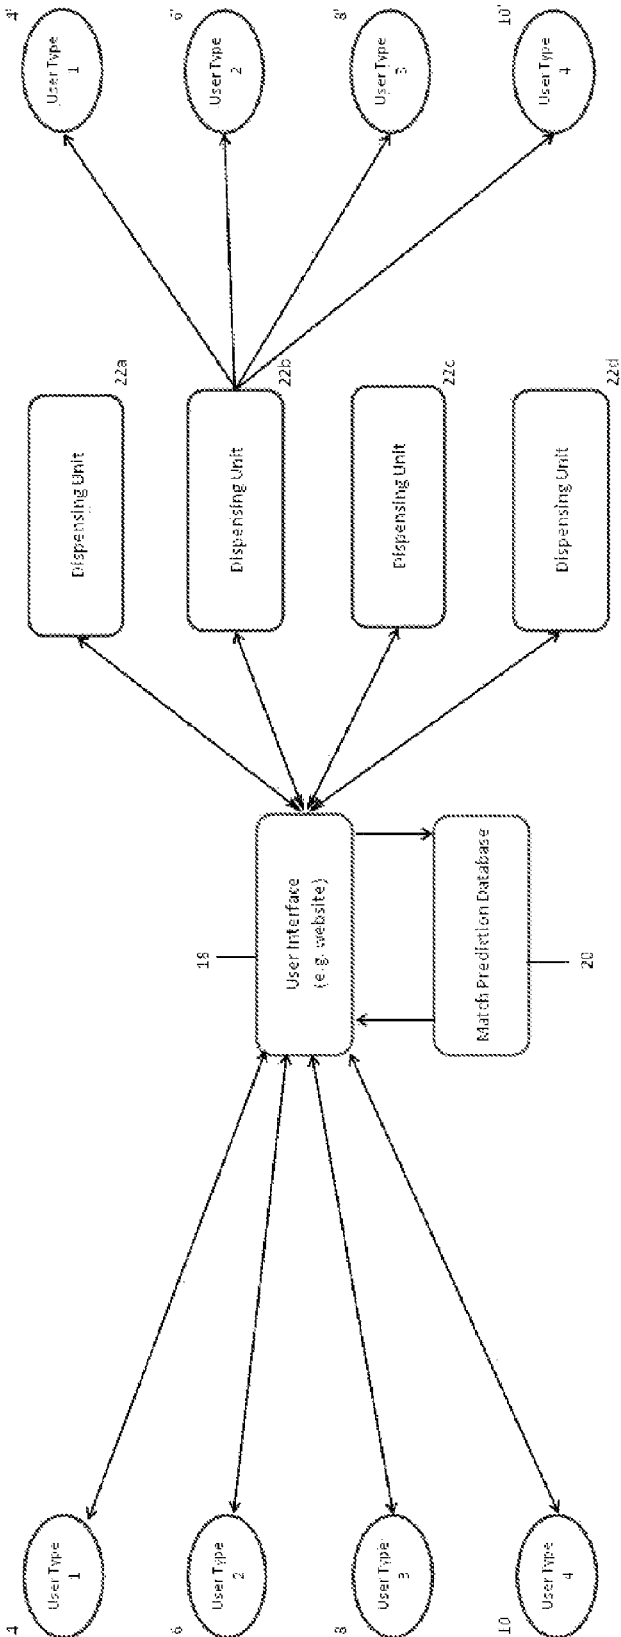 4
User Type
1
6
User Type
2
8
User Type
3
10
User Type
4
18
User Interface
(e.g. website)
Match Prediction Database
20
Dispensing Unit
22a
Dispensing Unit
22b
Dispensing Unit
22c
Dispensing Unit
22d
4'
User Type
1
6'
User Type
2
8'
User Type
3
10'
User Type
4